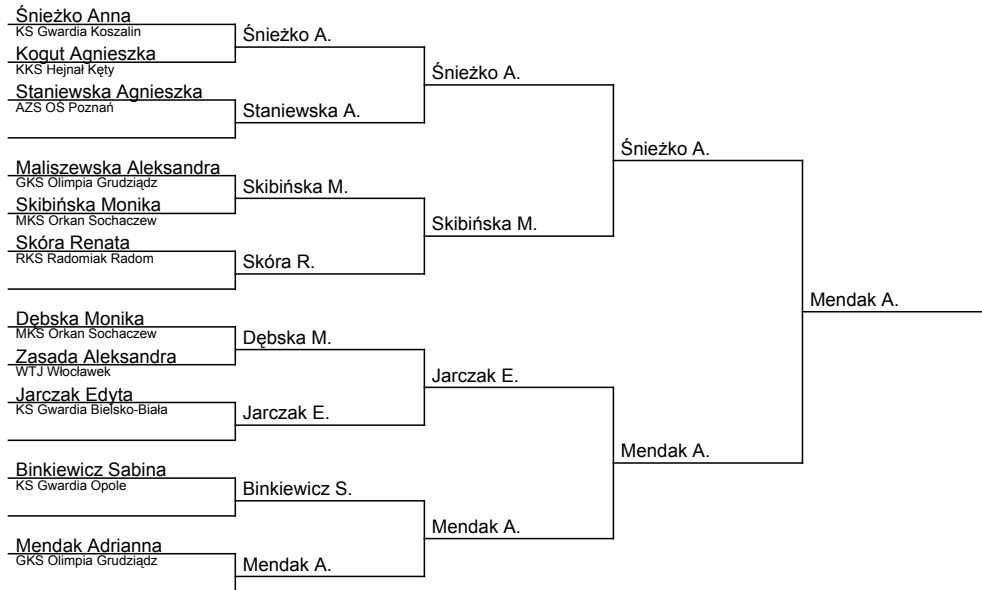 Śnieżko Anna
KS Gwardia Koszalin
Kogut Agnieszka
KKS Hejnał Kęty
Staniewska Agnieszka
AZS OŚ Poznań
Maliszewska Aleksandra
GKS Olimpia Grudziądz
Skibińska Monika
MKS Orkan Sochaczew
Skóra Renata
RKS Radomiak Radom
Dębska Monika
MKS Orkan Sochaczew
Zasada Aleksandra
WTJ Włocławek
Jarczak Edyta
KS Gwardia Bielsko-Biała
Binkiewicz Sabina
KS Gwardia Opole
Mendak Adrianna
GKS Olimpia Grudziądz
Śnieżko A.
Staniewska A.
Skibińska M.
Skóra R.
Dębska M.
Jarczak E.
Binkiewicz S.
Mendak A.
Śnieżko A.
Skibińska M.
Jarczak E.
Mendak A.
Śnieżko A.
Mendak A.
Mendak A.